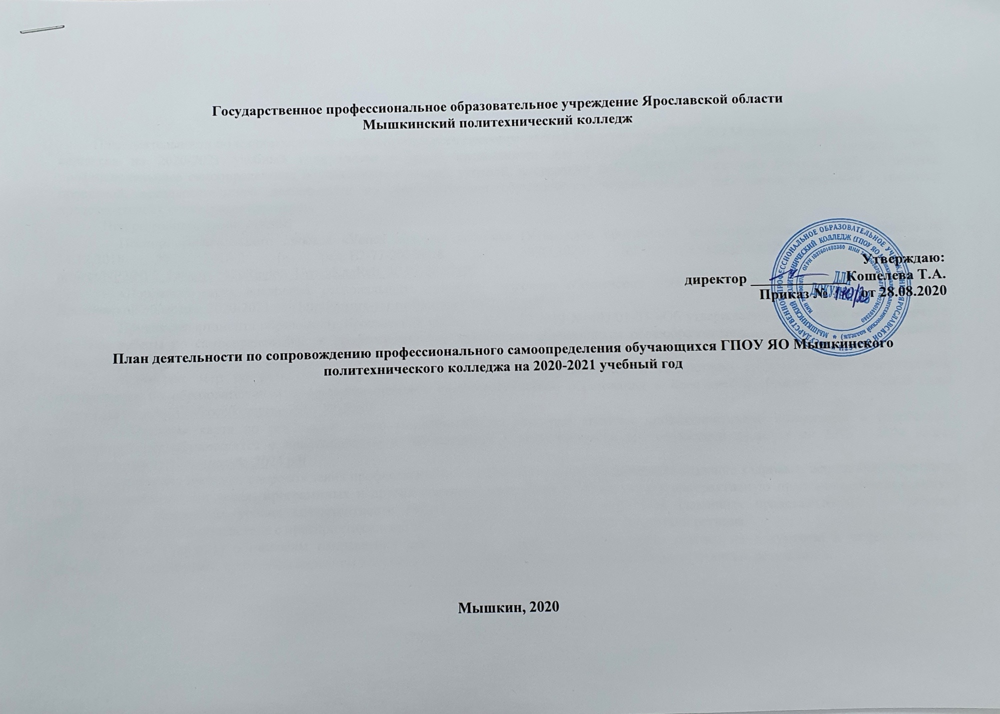 Государственное профессиональное образовательное учреждение Ярославской области
Мышкинский политехнический колледж
Утверждаю:
директор ____________ Кошелева Т.А.
Приказ № от 28.08.2020
ДЛЯ
ДОКУМЕНТОВ
План деятельности по сопровождению профессионального самоопределения обучающихся ГПОУ ЯО Мышкинского
политехнического колледжа на 2020-2021 учебный год
Мышкин, 2020